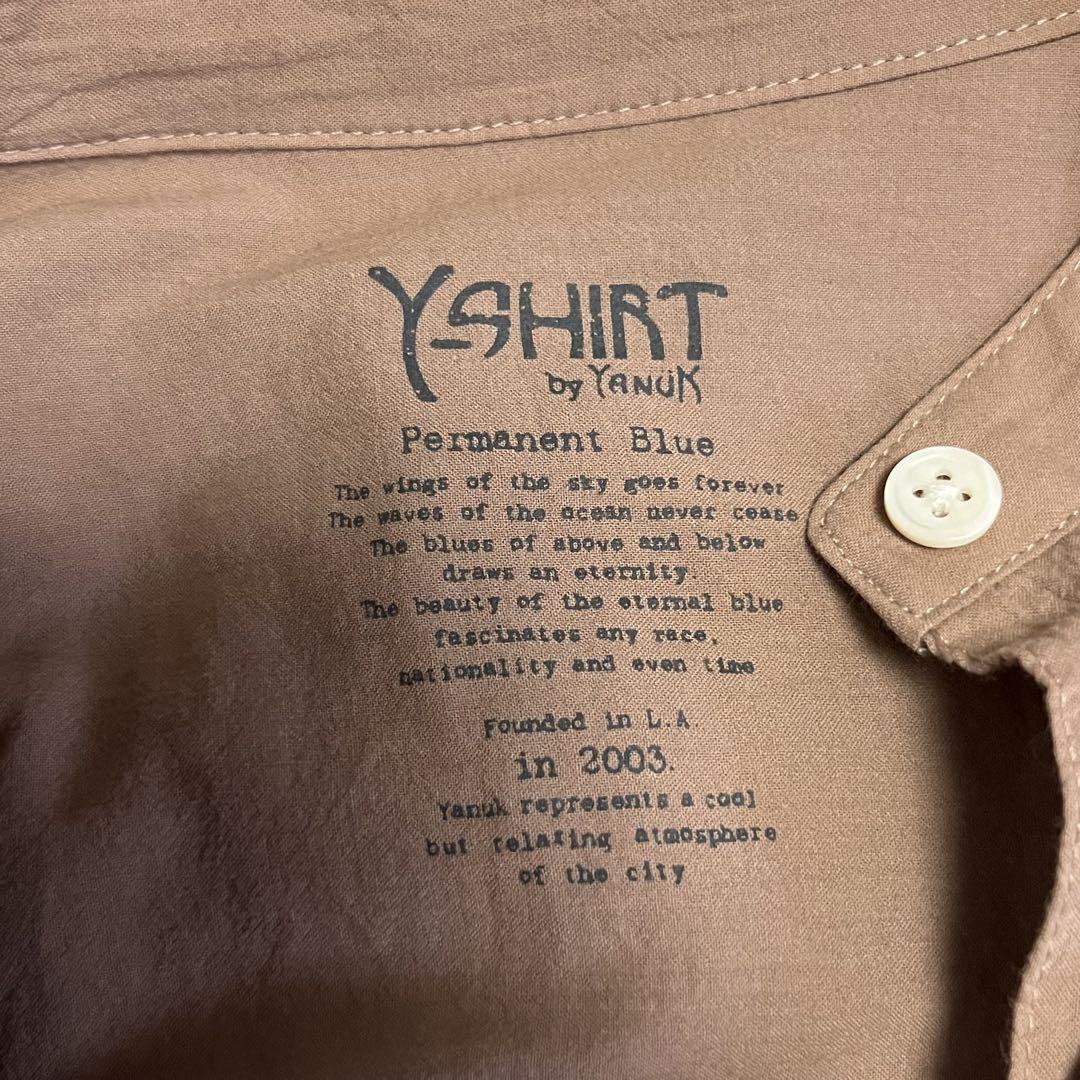 Y-SHIRT
by YANUK
Permanent Blue
The wings of the sky goes forever
The waves of the ocean never cease
The blues of above and below
draws an eternity.
The beauty of the eternal blue
fascinates any race,
nationality and even time
Founded in L.A.
in 2003.
Yanuk represents a cool
but relating atmosphere
of the city